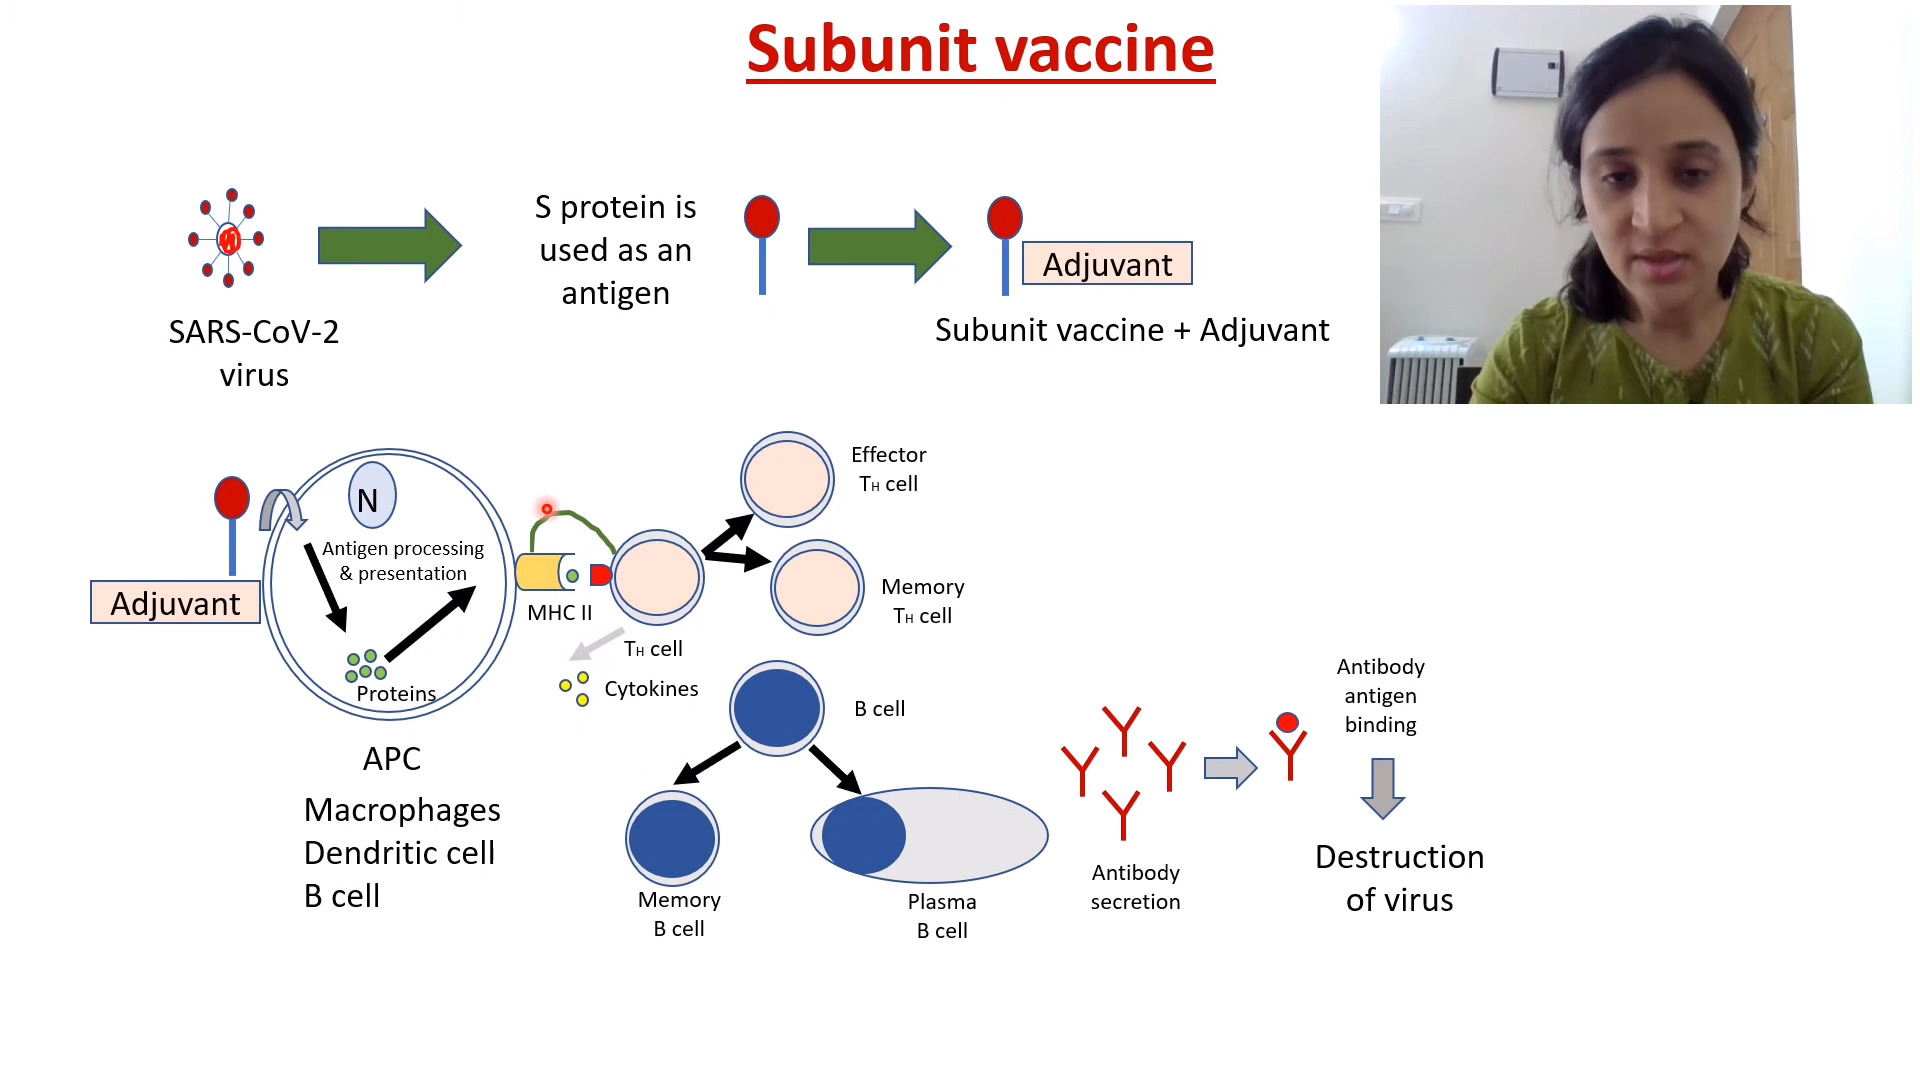 Subunit vaccine
SARS-CoV-2
virus
S protein is
used as an
antigen
Adjuvant
Subunit vaccine + Adjuvant
N
Antigen processing
& presentation
Adjuvant
Proteins
APC
Macrophages
Dendritic cell
B cell
MHC II
TH cell
Cytokines
Effector
TH cell
Memory
TH cell
B cell
Memory
B cell
Plasma
B cell
Antibody
secretion
Antibody
antigen
binding
Destruction
of virus